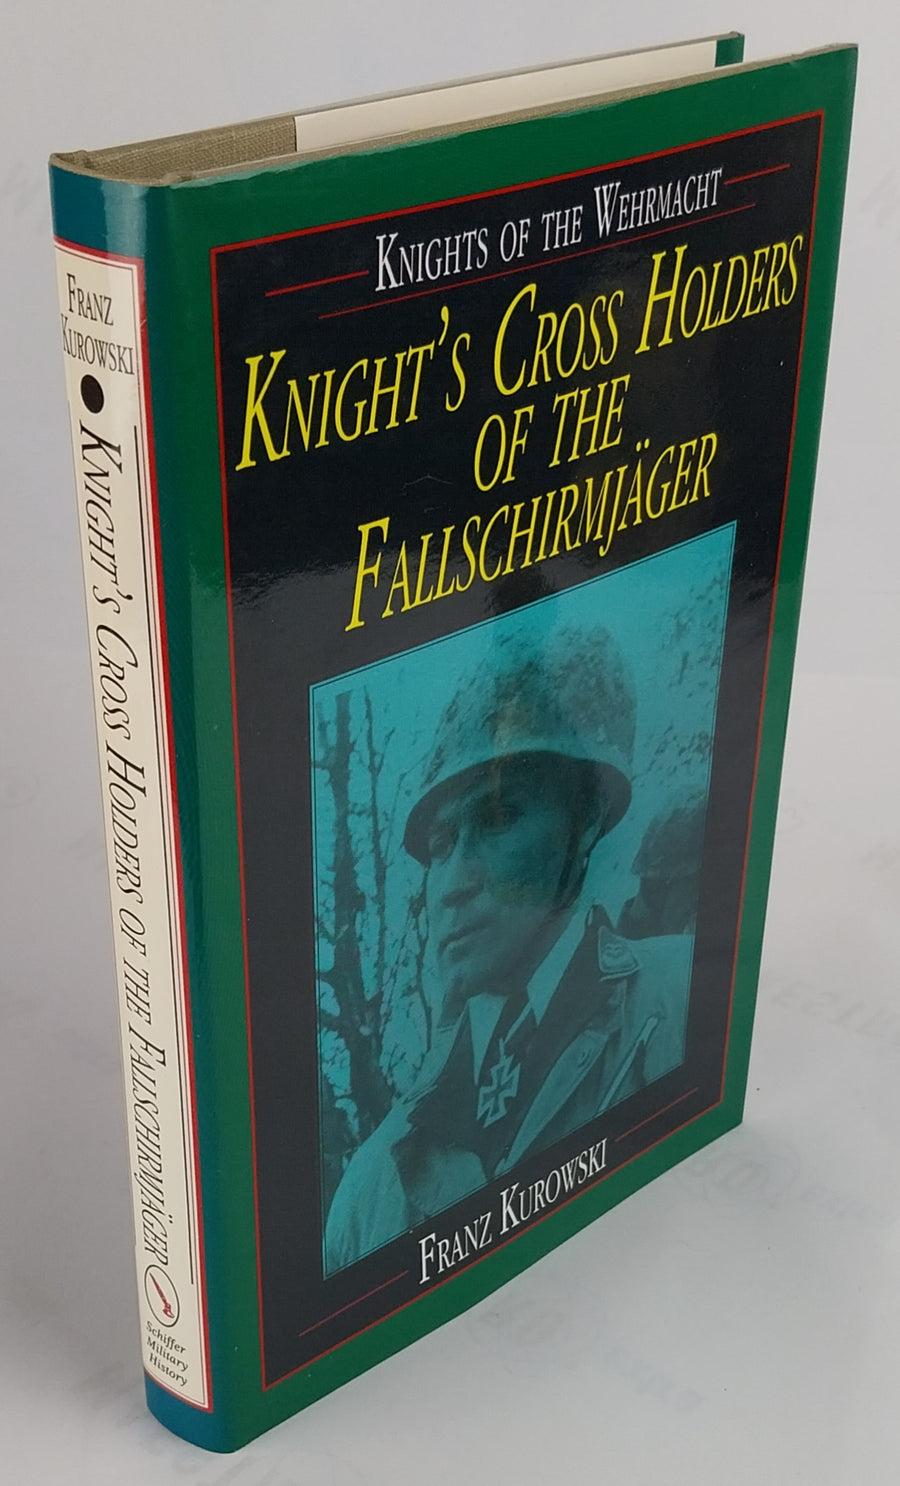 KNIGHTS OF THE WEHRMACHT
KNIGHT'S CROSS HOLDERS
OF THE
FALLSCHIRMJÄGER
FRANZ KUROWSKI
FRANZ
KUROWSKI
KNIGHT'S CROSS HOLDERS OF THE FALLSCHIRMJÄGER
Schiffer
Military
History